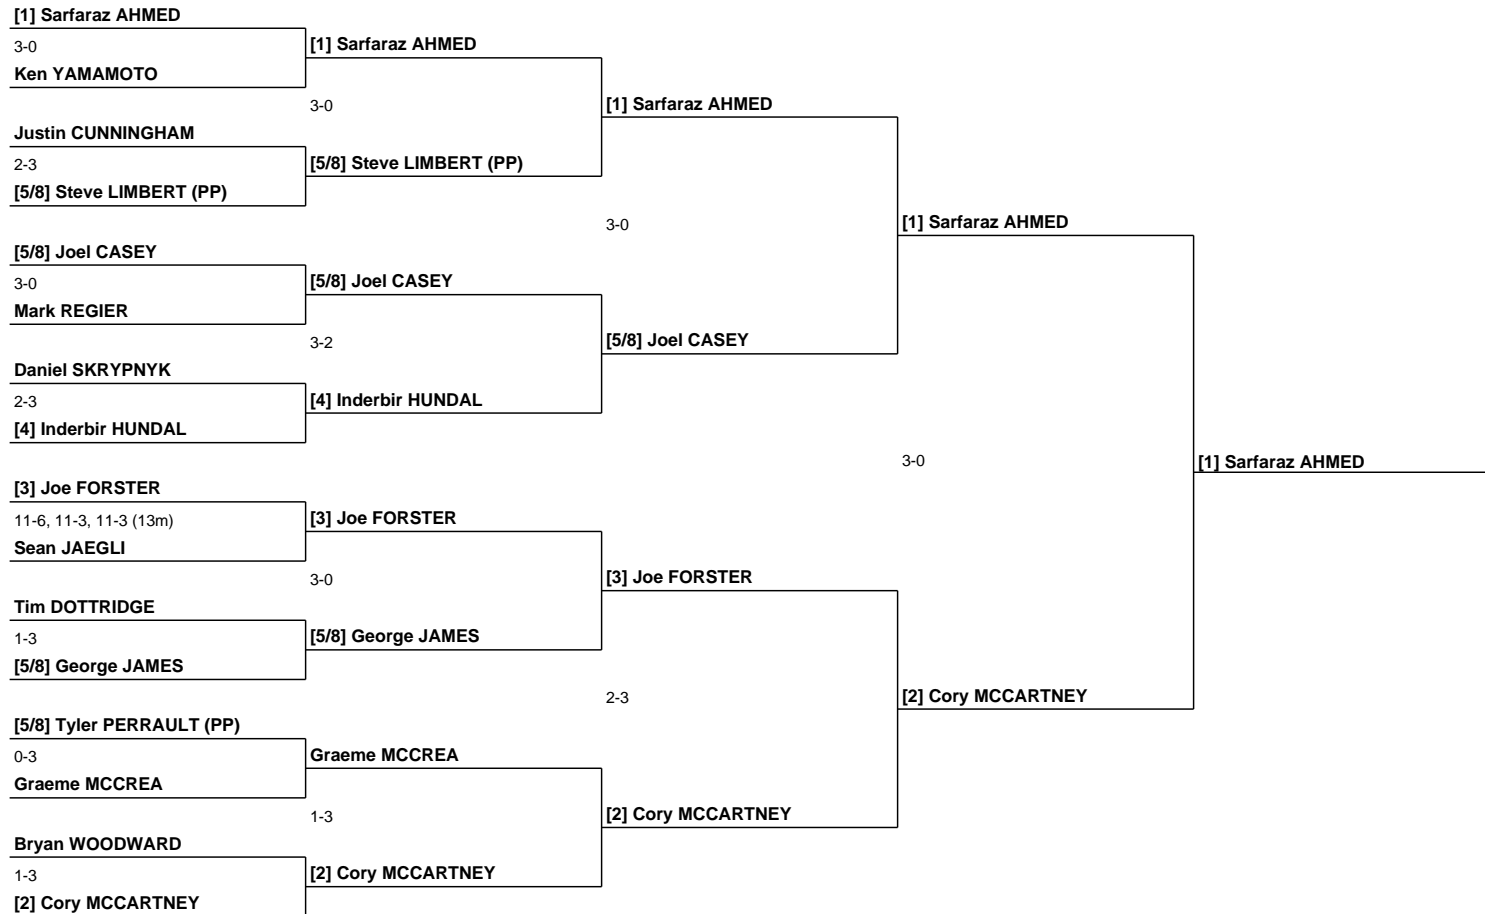 [1] Sarfaraz AHMED
3-0
Ken YAMAMOTO
Justin CUNNINGHAM
2-3
[5/8] Steve LIMBERT (PP)
[5/8] Joel CASEY
3-0
Mark REGIER
Daniel SKRYPNYK
2-3
[4] Inderbir HUNDAL
[3] Joe FORSTER
11-6, 11-3, 11-3 (13m)
Sean JAEGLI
Tim DOTTRIDGE
1-3
[5/8] George JAMES
[5/8] Tyler PERRAULT (PP)
0-3
Graeme MCCREA
Bryan WOODWARD
1-3
[2] Cory MCCARTNEY
[1] Sarfaraz AHMED
3-0
[5/8] Steve LIMBERT (PP)
[5/8] Joel CASEY
3-2
[4] Inderbir HUNDAL
[3] Joe FORSTER
3-0
[5/8] George JAMES
Graeme MCCREA
1-3
[2] Cory MCCARTNEY
[1] Sarfaraz AHMED
3-0
[5/8] Joel CASEY
[3] Joe FORSTER
2-3
[2] Cory MCCARTNEY
[1] Sarfaraz AHMED
3-0
[2] Cory MCCARTNEY
[1] Sarfaraz AHMED